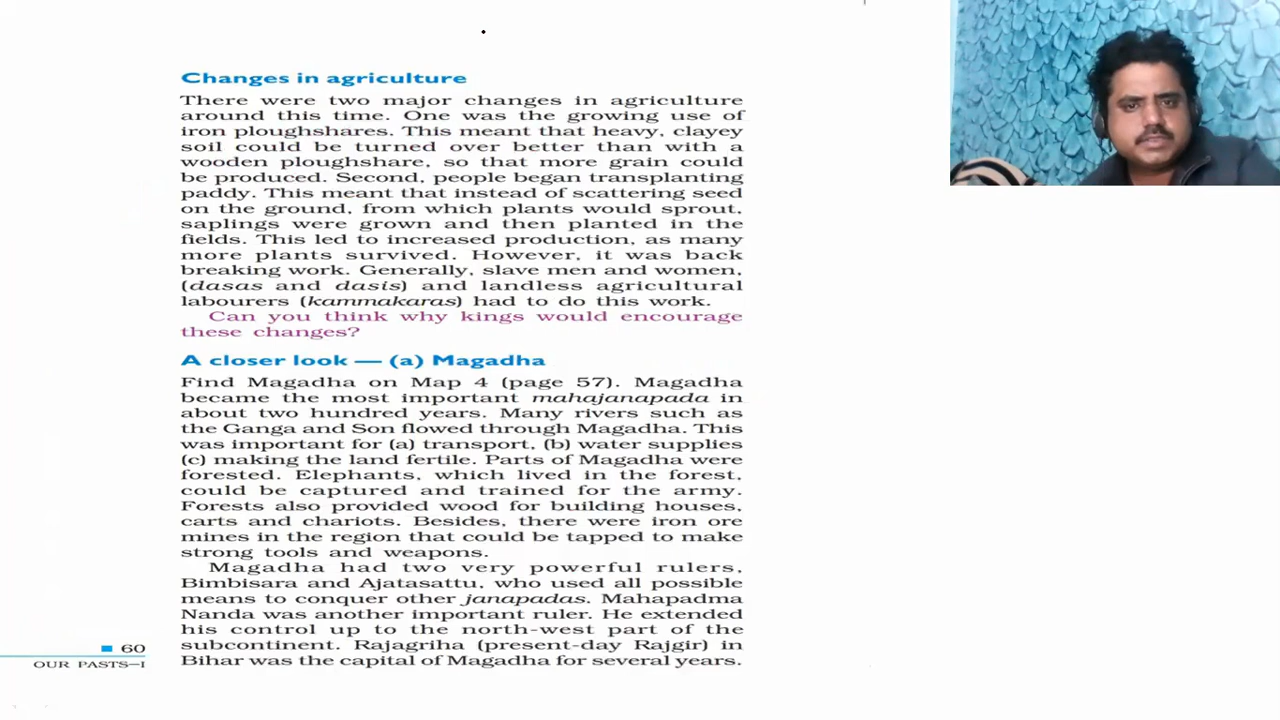 Changes in agriculture
There were two major changes in agriculture
around this time. One was the growing use of
iron ploughshares. This meant that heavy, clayey
soil could be turned over better than with a
wooden ploughshare, so that more grain could
be produced. Second, people began transplanting
paddy. This meant that instead of scattering seed
on the ground, from which plants would sprout,
saplings were grown and then planted in the
fields. This led to increased production, as many
more plants survived. However, it was back
breaking work. Generally, slave men and women,
(dasas and dasis) and landless agricultural
labourers (kammakaras) had to do this work.
Can you think why kings would encourage
these changes?
A closer look — (a) Magadha
Find Magadha on Map 4 (page 57). Magadha
became the most important mahajanapada in
about two hundred years. Many rivers such as
the Ganga and Son flowed through Magadha. This
was important for (a) transport, (b) water supplies
(c) making the land fertile. Parts of Magadha were
forested. Elephants, which lived in the forest,
could be captured and trained for the army.
Forests also provided wood for building houses,
carts and chariots. Besides, there were iron ore
mines in the region that could be tapped to make
strong tools and weapons.
Magadha had two very powerful rulers,
Bimbisara and Ajatasattu, who used all possible
means to conquer other janapadas. Mahapadma
Nanda was another important ruler. He extended
his control up to the north-west part of the
subcontinent. Rajagriha (present-day Rajgir) in
Bihar was the capital of Magadha for several years.
60
OUR PASTS—I